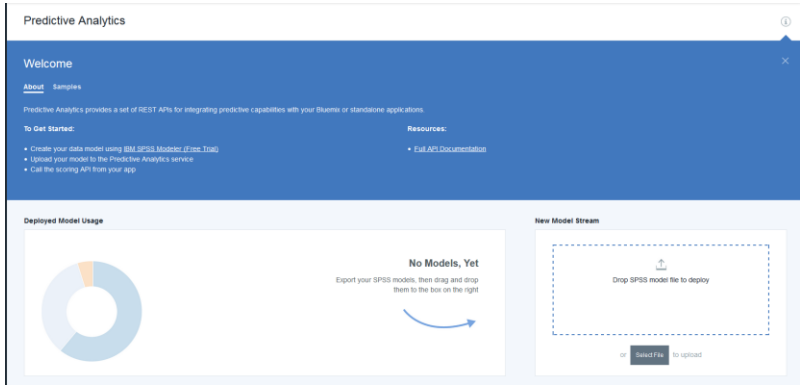 Predictive Analytics
Welcome
About Samples
Predictive Analytics provides a set of REST APIs for integrating predictive capabilities with your Bluemix or standalone applications
To Get Started:
• Create your data model using IBM SPSS Modeler (Free Trial)
• Upload your model to the Predictive Analytics service
• Call the scoring API from your app
Resources:
• Full API Documentation
Deployed Model Usage
No Models, Yet
Export your SPSS models, then drag and drop
them to the box on the right
New Model Stream
Drop SPSS model file to deploy
or Select File to upload